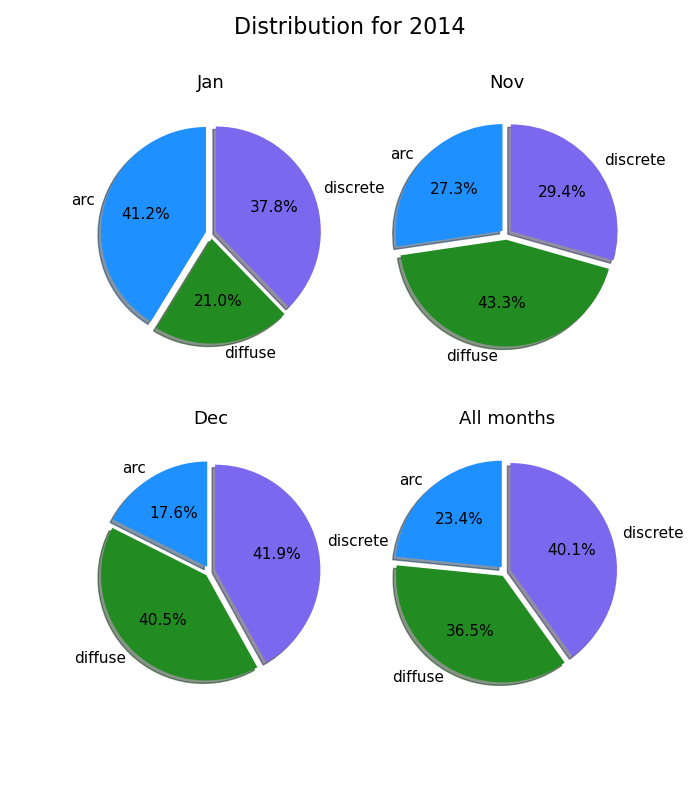 Distribution for 2014
Jan
arc
41.2%
37.8%
discrete
21.0%
diffuse
Nov
arc
27.3%
29.4%
discrete
43.3%
diffuse
Dec
arc
17.6%
41.9%
discrete
40.5%
diffuse
All months
arc
23.4%
40.1%
discrete
36.5%
diffuse